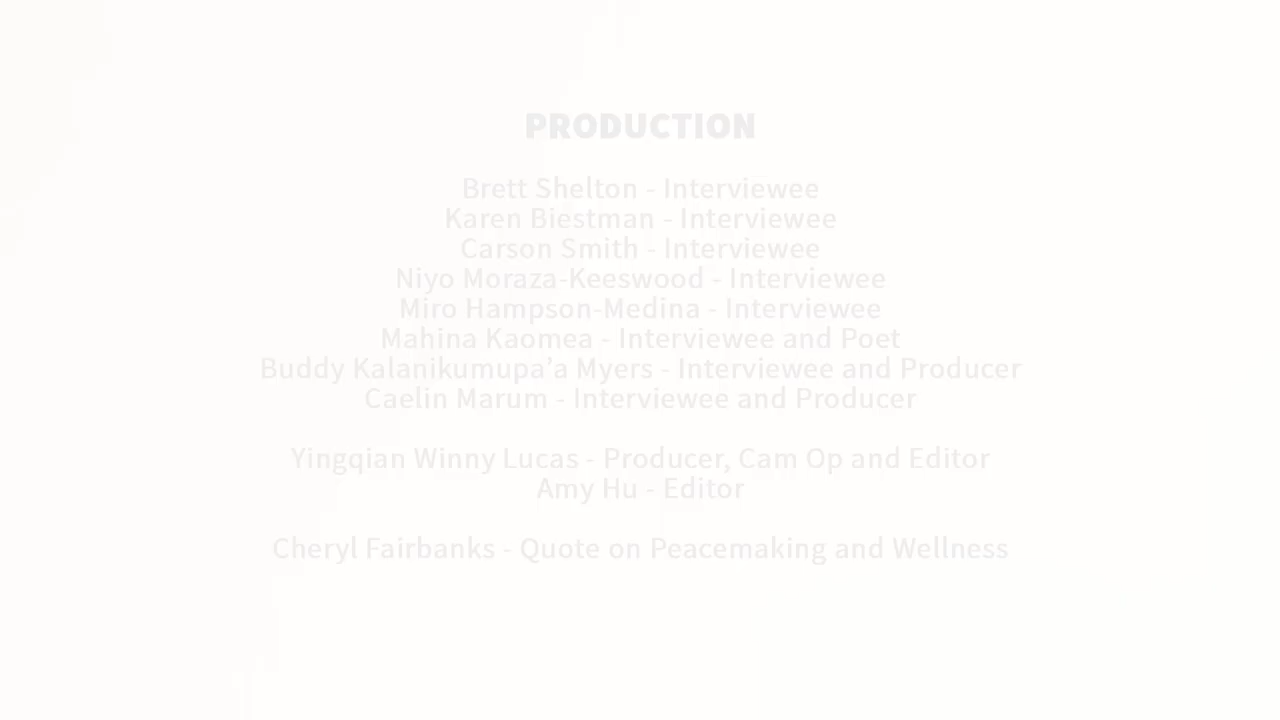 PRODUCTION
Brett Shelton - Interviewee
Karen Biestman - Interviewee
Carson Smith - Interviewee
Niyo Moraza-Keeswood - Interviewee
Miro Hampson-Medina - Interviewee
Mahina Kaomea - Interviewee and Poet
Buddy Kalanikumupa’a Myers - Interviewee and Producer
Caelin Marum - Interviewee and Producer
Yingqian Winny Lucas - Producer, Cam Op and Editor
Amy Hu - Editor
Cheryl Fairbanks - Quote on Peacemaking and Wellness